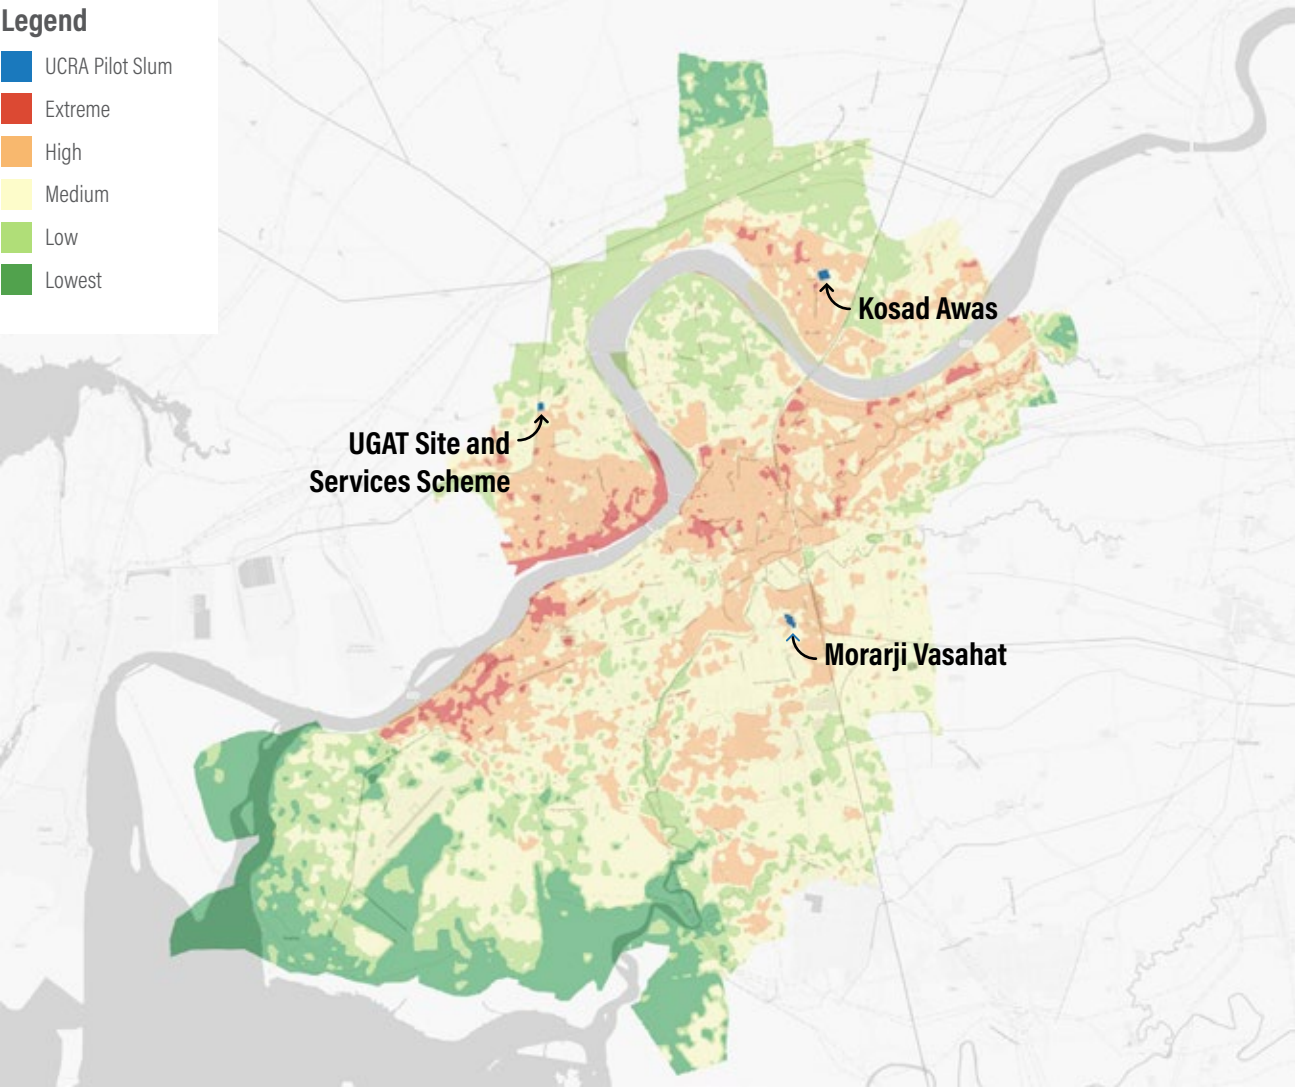 Legend
UCRA Pilot Slum
Extreme
High
Medium
Low
Lowest
Kosad Awas
UGAT Site and
Services Scheme
Morarji Vasahat